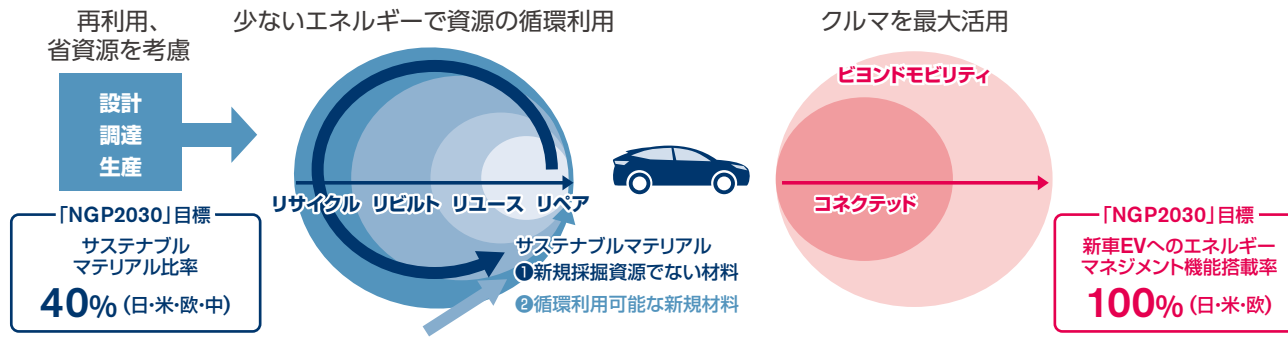 再利用、
省資源を考慮
設計
調達
生産
「NGP2030」目標
サステナブル
マテリアル比率
40%（日・米・欧・中）
少ないエネルギーで資源の循環利用
リサイクル リビルト リユース リペア
サステナブルマテリアル
❶新規採掘資源でない材料
❷循環利用可能な新規材料
クルマを最大活用
ビヨンドモビリティ
コネクテッド
「NGP2030」目標
新車EVへのエネルギー
マネジメント機能搭載率
100%（日・米・欧）